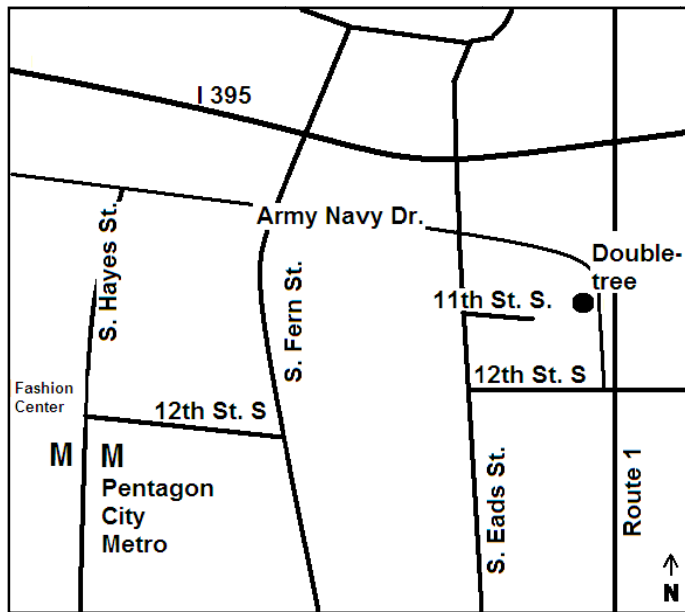 I 395
Army Navy Dr.
S. Hayes St.
S. Fern St.
Double-
tree
11th St. S.
12th St. S
Fashion
Center
12th St. S
M M
Pentagon
City
Metro
S. Eads St.
Route 1
N